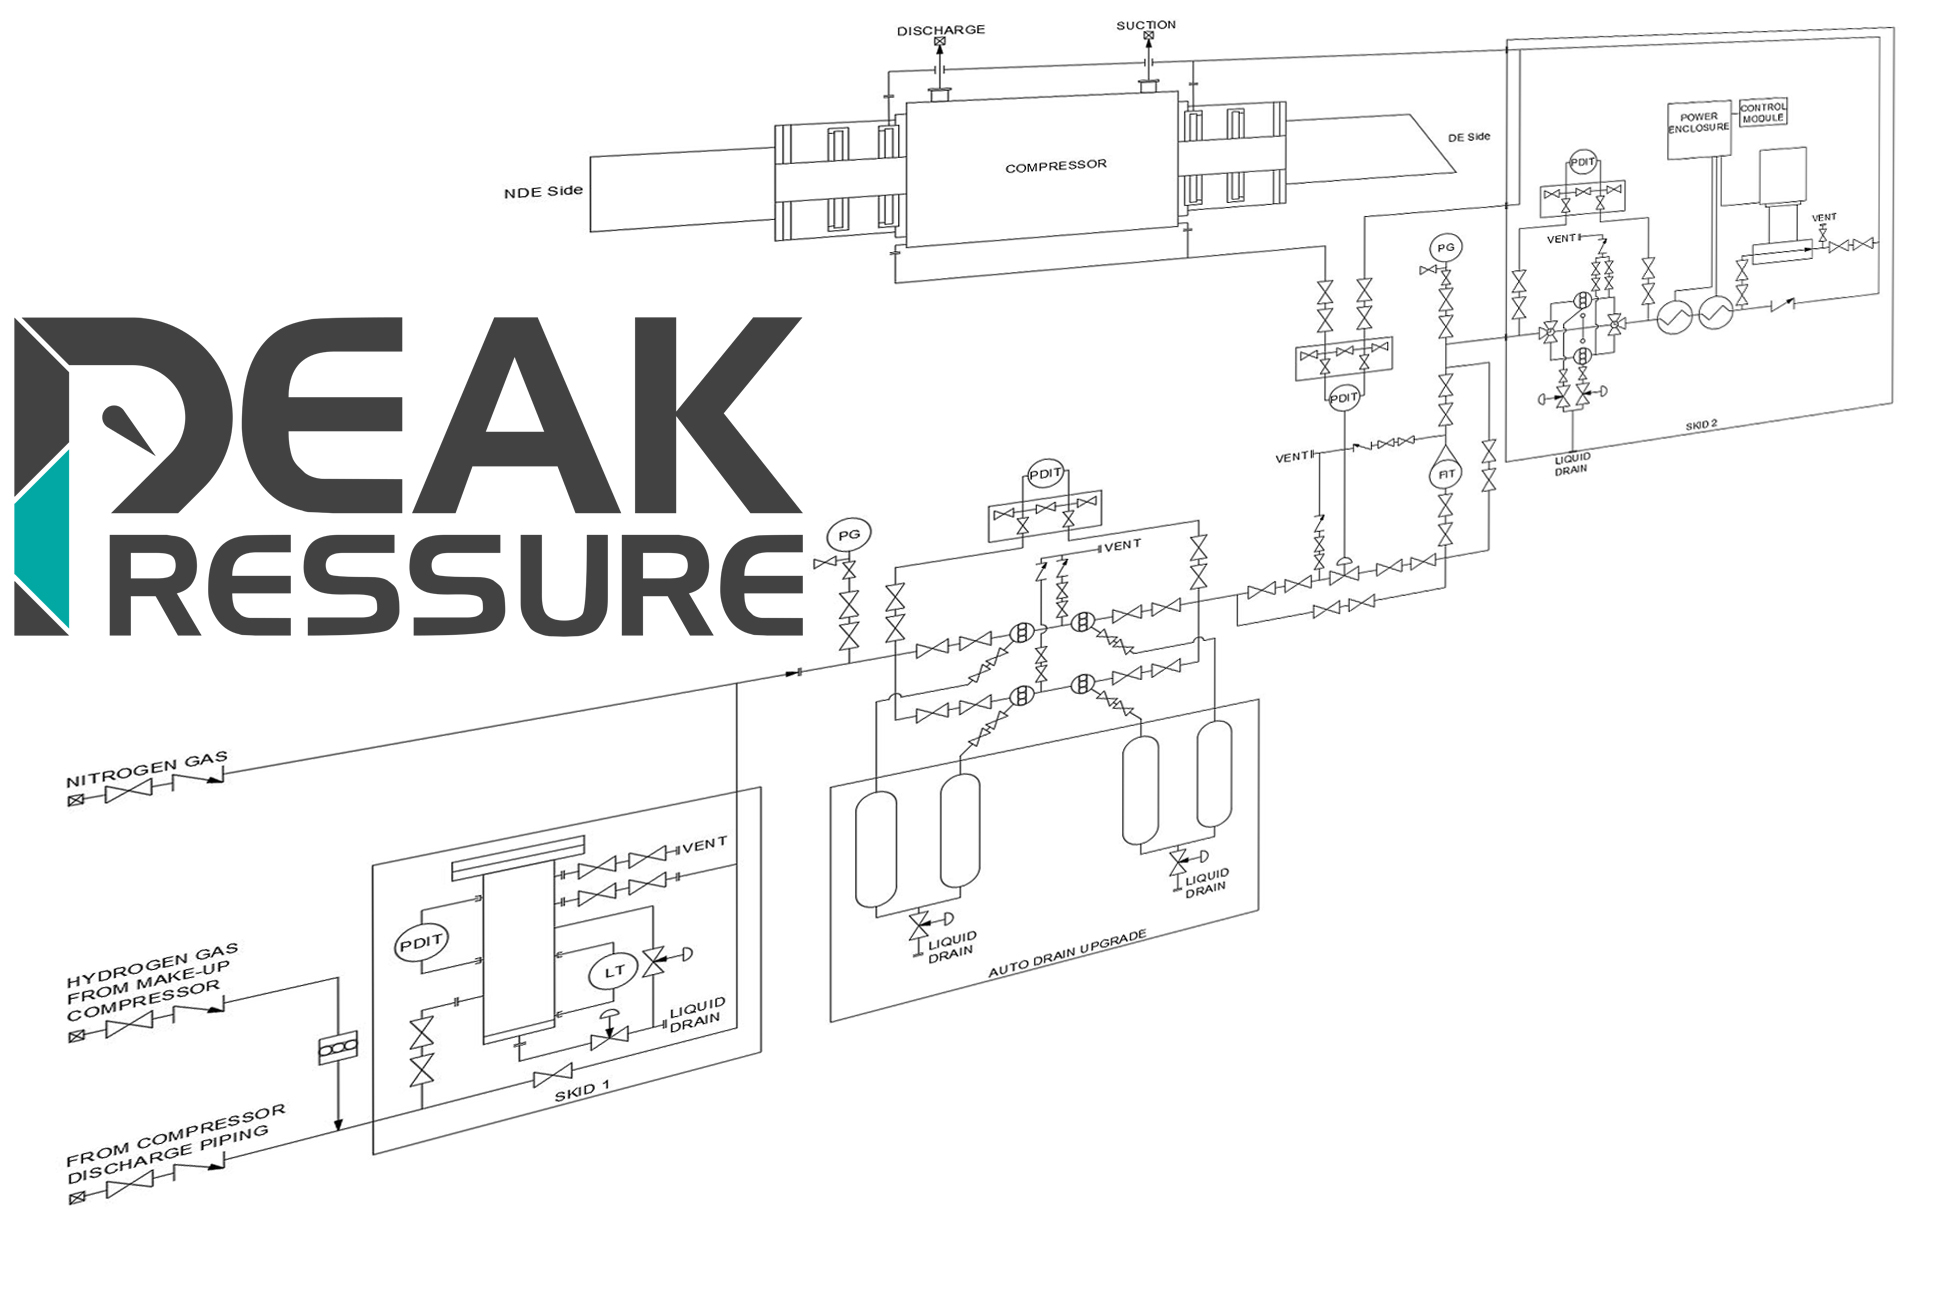 DISCHARGE
SUCTION
COMPRESSOR
NDE Side
DE Side
POWER
ENCLOSURE
CONTROL
MODULE
PDIT
VENT
VENT
PG
PDIT
SKID 2
LIQUID
DRAIN
VENT
FIT
PEAK
PRESSURE
PG
PDIT
VENT
NITROGEN GAS
VENT
PDIT
LT
LIQUID
DRAIN
SKID 1
HYDROGEN GAS
FROM MAKE-UP
COMPRESSOR
FROM COMPRESSOR
DISCHARGE PIPING
LIQUID
DRAIN
LIQUID
DRAIN
AUTO DRAIN UPGRADE